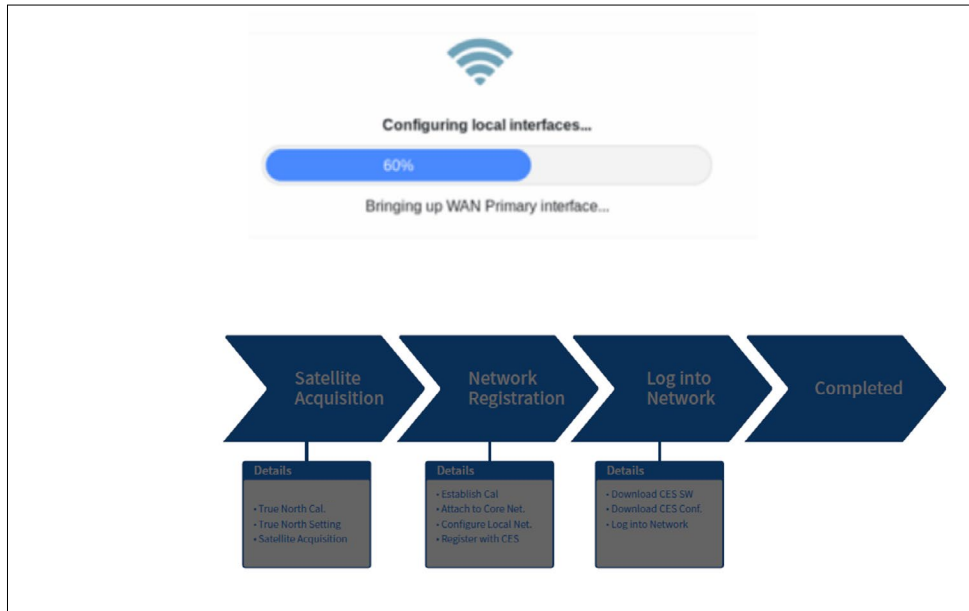 Configuring local interfaces...
60%
Bringing up WAN Primary interface...
Satellite
Acquisition
Network
Registration
Log into
Network
Completed
Details
• True North Cal.
• True North Setting
• Satellite Acquisition
Details
• Establish Cal
• Attach to Core Net.
• Configure Local Net.
• Register with CES
Details
• Download CES SW
• Download CES Conf.
• Log into Network